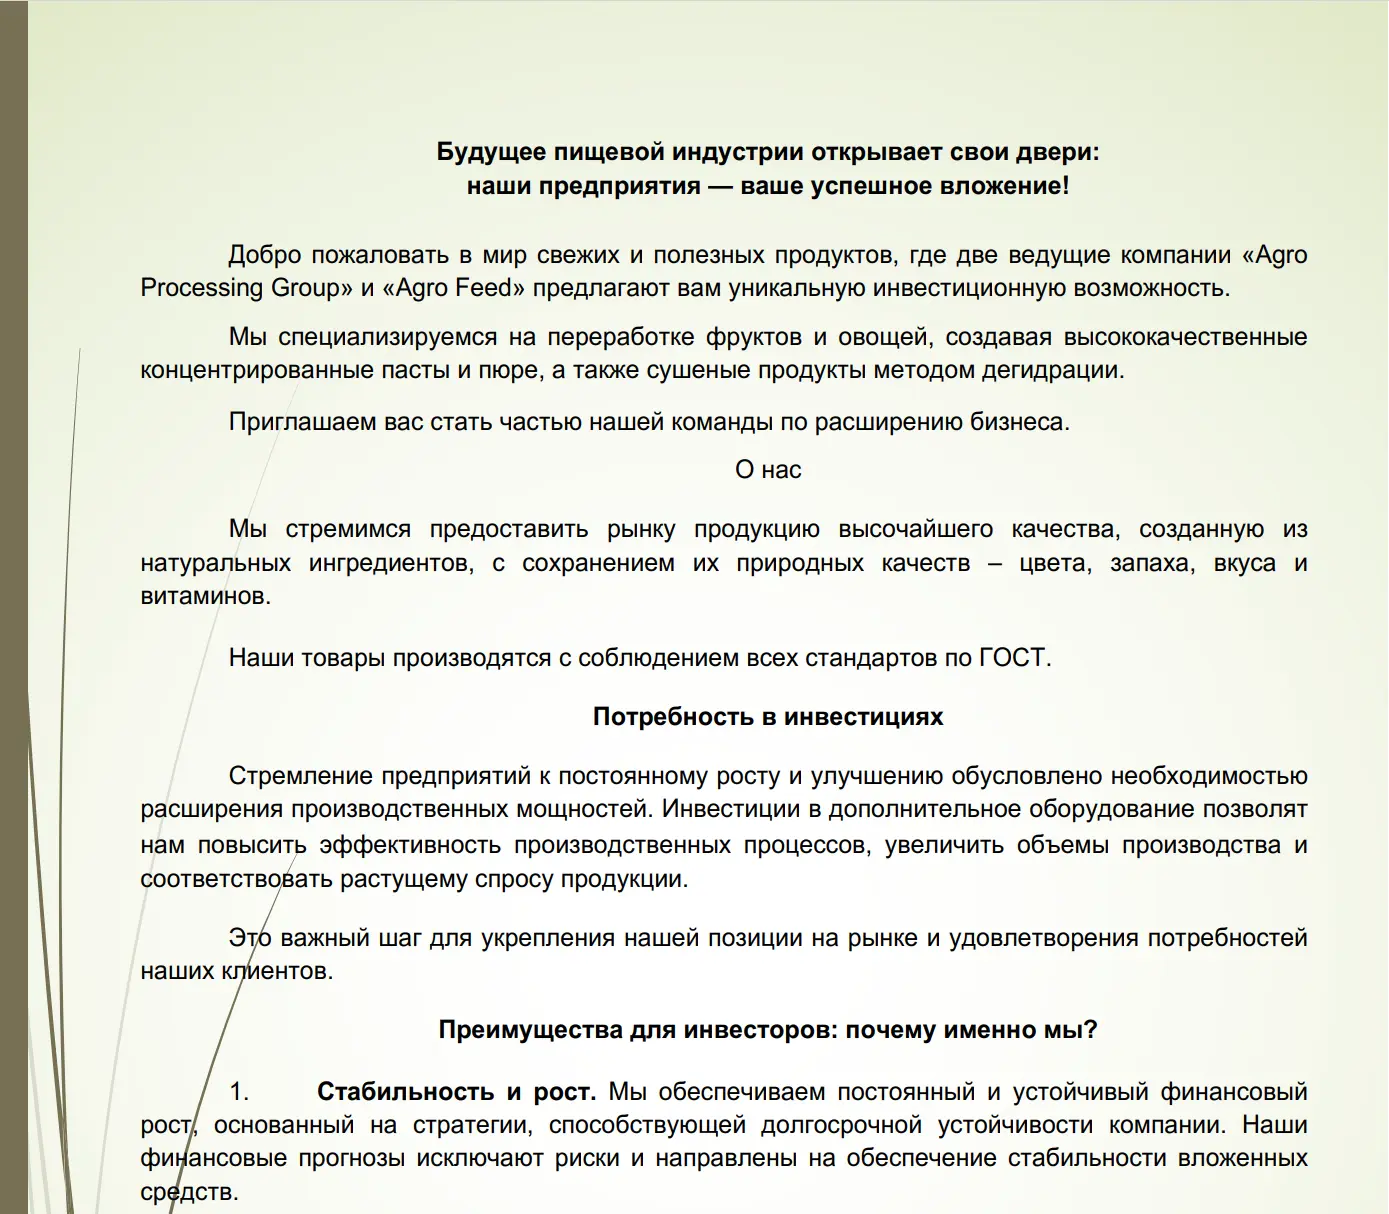 Будущее пищевой индустрии открывает свои двери:
наши предприятия — ваше успешное вложение!
Добро пожаловать в мир свежих и полезных продуктов, где две ведущие компании «Agro
Processing Group» и «Agro Feed» предлагают вам уникальную инвестиционную возможность.
Мы специализируемся на переработке фруктов и овощей, создавая высококачественные
концентрированные пасты и пюре, а также сушеные продукты методом дегидрации.
Приглашаем вас стать частью нашей команды по расширению бизнеса.
О нас
Мы стремимся предоставить рынку продукцию высочайшего качества, созданную из
натуральных ингредиентов, с сохранением их природных качеств – цвета, запаха, вкуса и
витаминов.
Наши товары производятся с соблюдением всех стандартов по ГОСТ.
Потребность в инвестициях
Стремление предприятий к постоянному росту и улучшению обусловлено необходимостью
расширения производственных мощностей. Инвестиции в дополнительное оборудование позволят
нам повысить эффективность производственных процессов, увеличить объемы производства и
соответствовать растущему спросу продукции.
Это важный шаг для укрепления нашей позиции на рынке и удовлетворения потребностей
наших клиентов.
Преимущества для инвесторов: почему именно мы?
1. Стабильность и рост. Мы обеспечиваем постоянный и устойчивый финансовый
рост, основанный на стратегии, способствующей долгосрочной устойчивости компании. Наши
финансовые прогнозы исключают риски и направлены на обеспечение стабильности вложенных
средств.